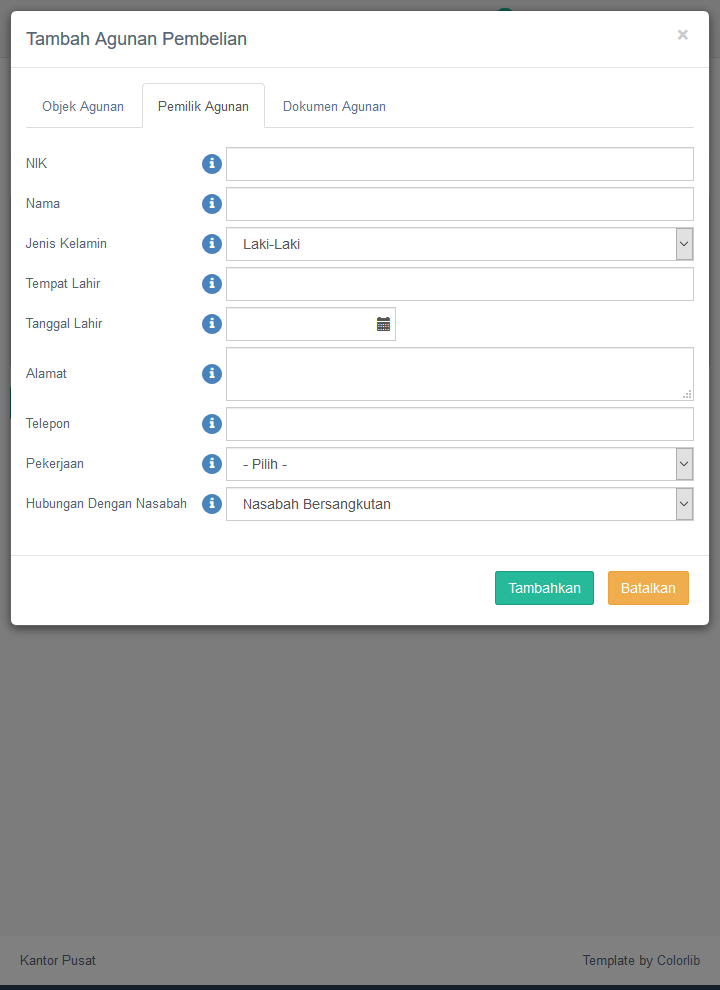 Tambah Agunan Pembelian ×
Objek Agunan Pemilik Agunan Dokumen Agunan
NIK
Nama
Jenis Kelamin Laki-Laki
Tempat Lahir
Tanggal Lahir
Alamat
Telepon
Pekerjaan - Pilih -
Hubungan Dengan Nasabah Nasabah Bersangkutan
Tambahkan Batalkan
Kantor Pusat Template by Colorlib